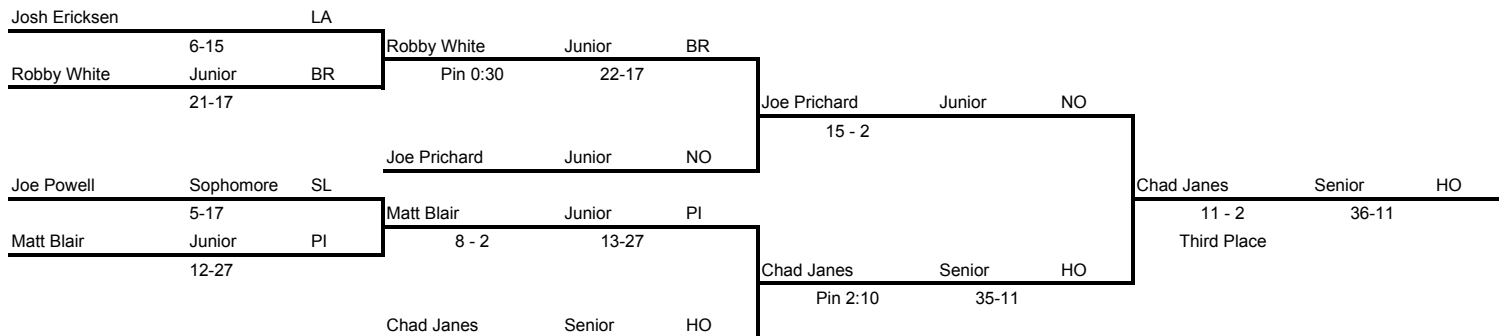 Josh Ericksen LA
6-15
Robby White Junior BR
Robby White Junior BR
Pin 0:30 22-17
21-17
Joe Prichard Junior NO
15 - 2
Joe Prichard Junior NO
Joe Powell Sophomore SL
Chad Janes Senior HO
5-17
Matt Blair Junior PI
11 - 2 36-11
Matt Blair Junior PI
8 - 2 13-27
Third Place
12-27
Chad Janes Senior HO
Pin 2:10 35-11
Chad Janes Senior HO